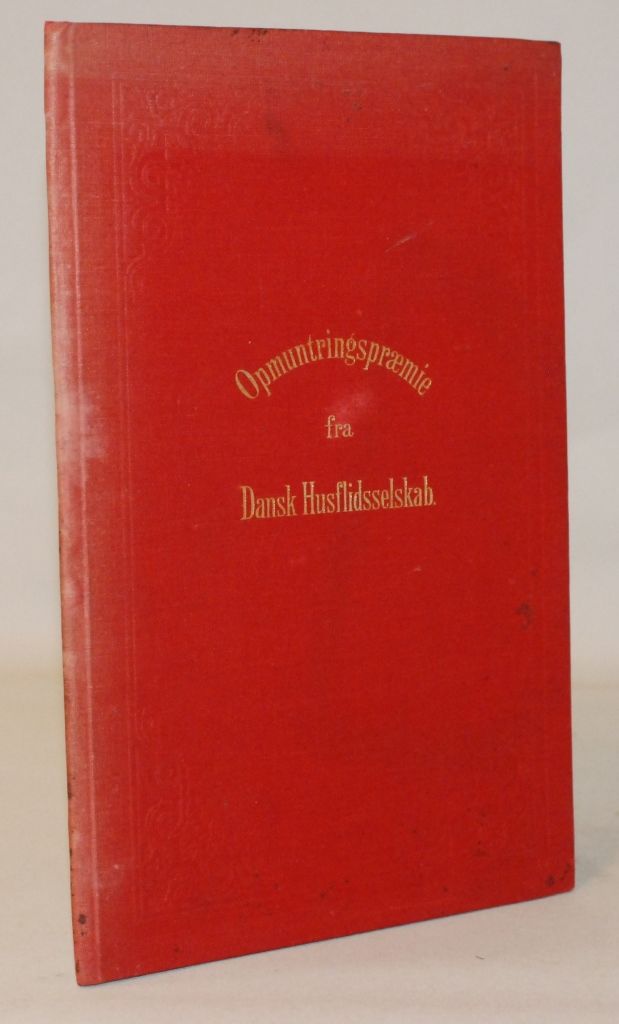 Opmuntringspræmie
fra
Dansk Husflidsselskab.